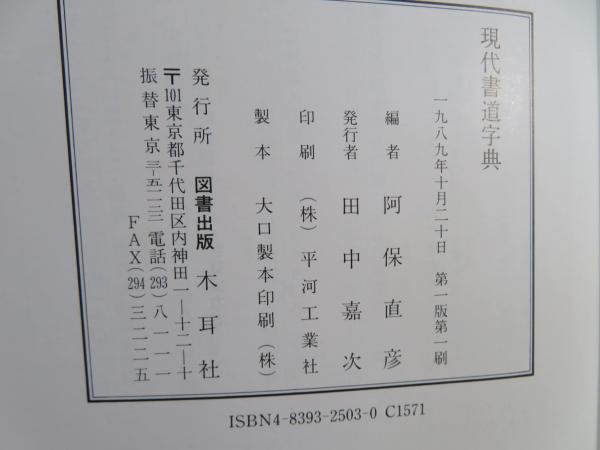 現代書道字典
一九八九年十月二十日 第一版第一刷
編者 阿保直彦
発行者 田中嘉次
印刷 (株)平河工業社
製本 大口製本印刷(株)
発行所 図書出版 木耳社
〒101東京都千代田区内神田一―十二―十
振替東京三―五一三三 電話(293)八一一一
FAX(294)三二二五
ISBN4-8393-2503-0 C1571